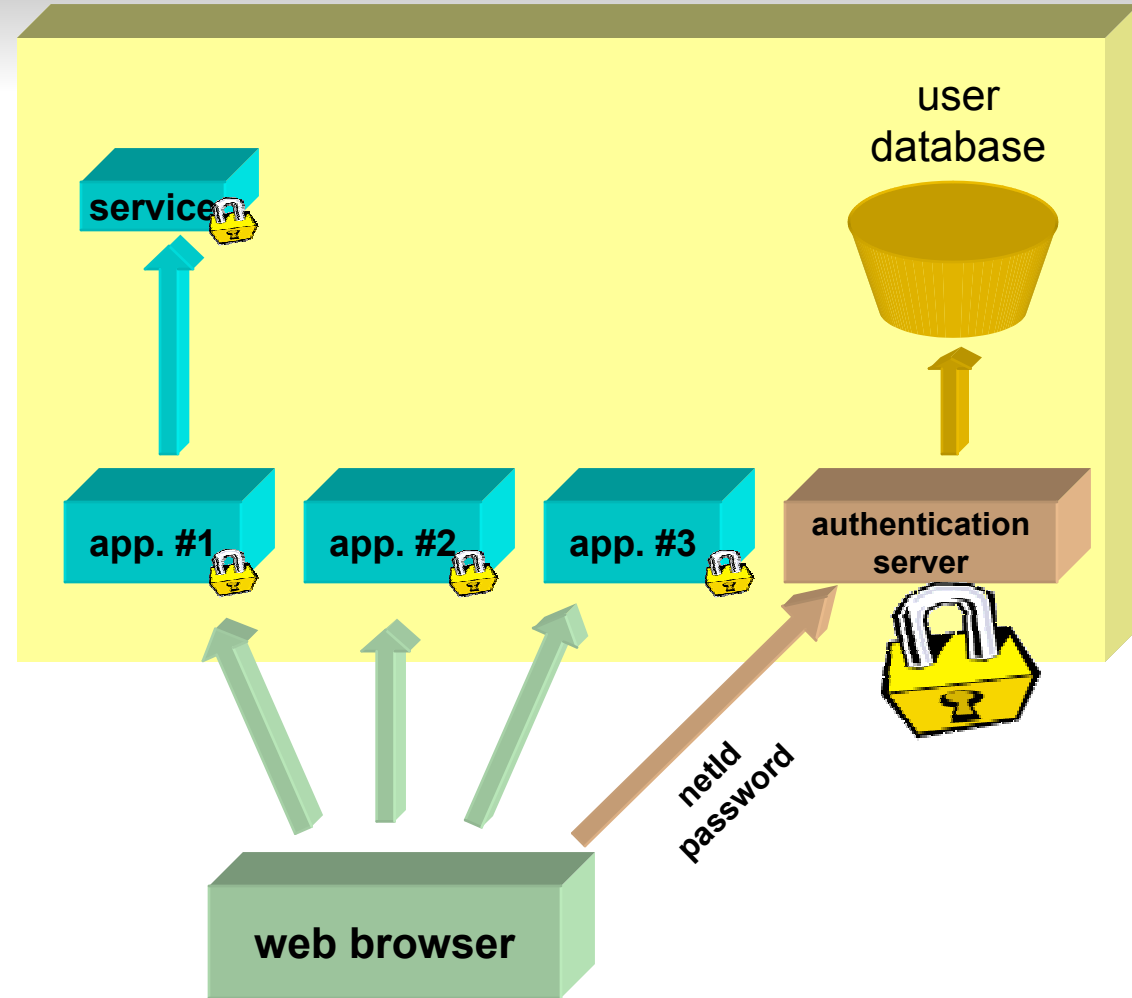 user
database
service
app. #1
app. #2
app. #3
authentication
server
netId
password
web browser